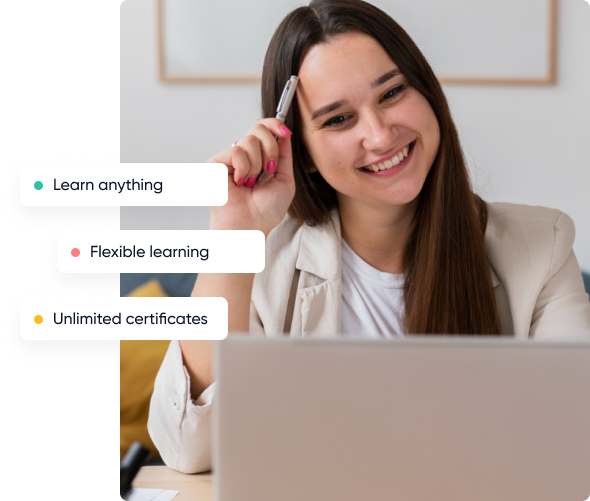 Learn anything
Flexible learning
Unlimited certificates